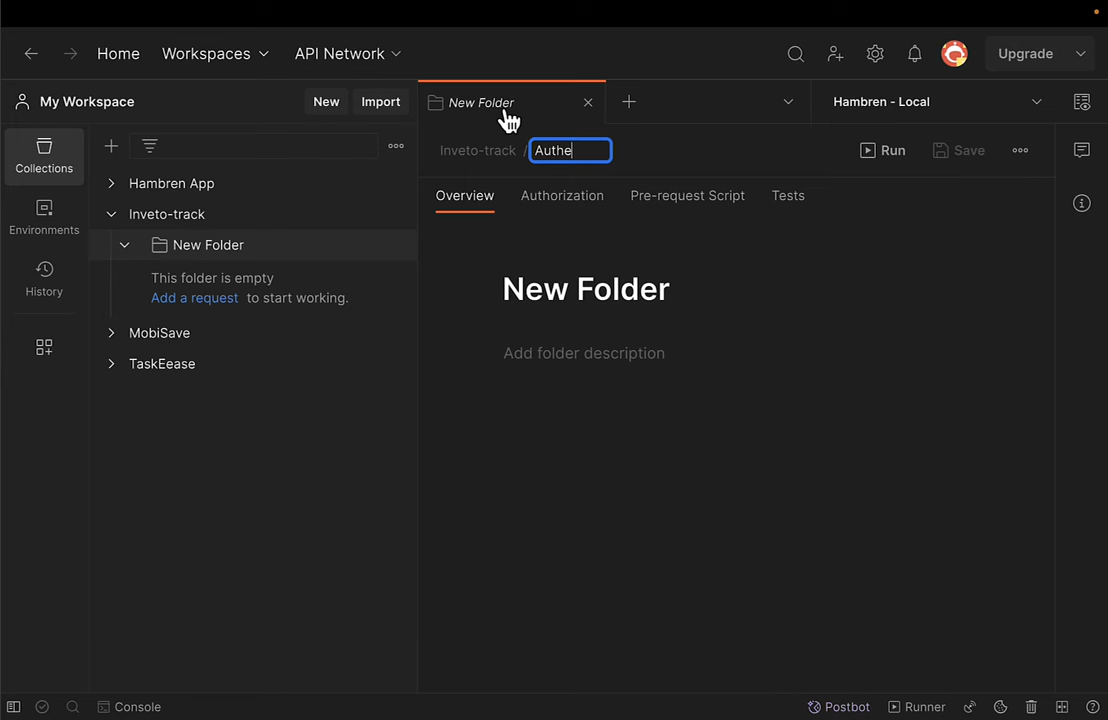 Home Workspaces API Network Upgrade
My Workspace New Import New Folder Hambren - Local
Inveto-track / Authe Run Save
Collections
Hambren App
Overview Authorization Pre-request Script Tests
Inveto-track
Environments
New Folder
This folder is empty
Add a request to start working.
History
New Folder
MobiSave
Add folder description
TaskEease
Console Postbot Runner